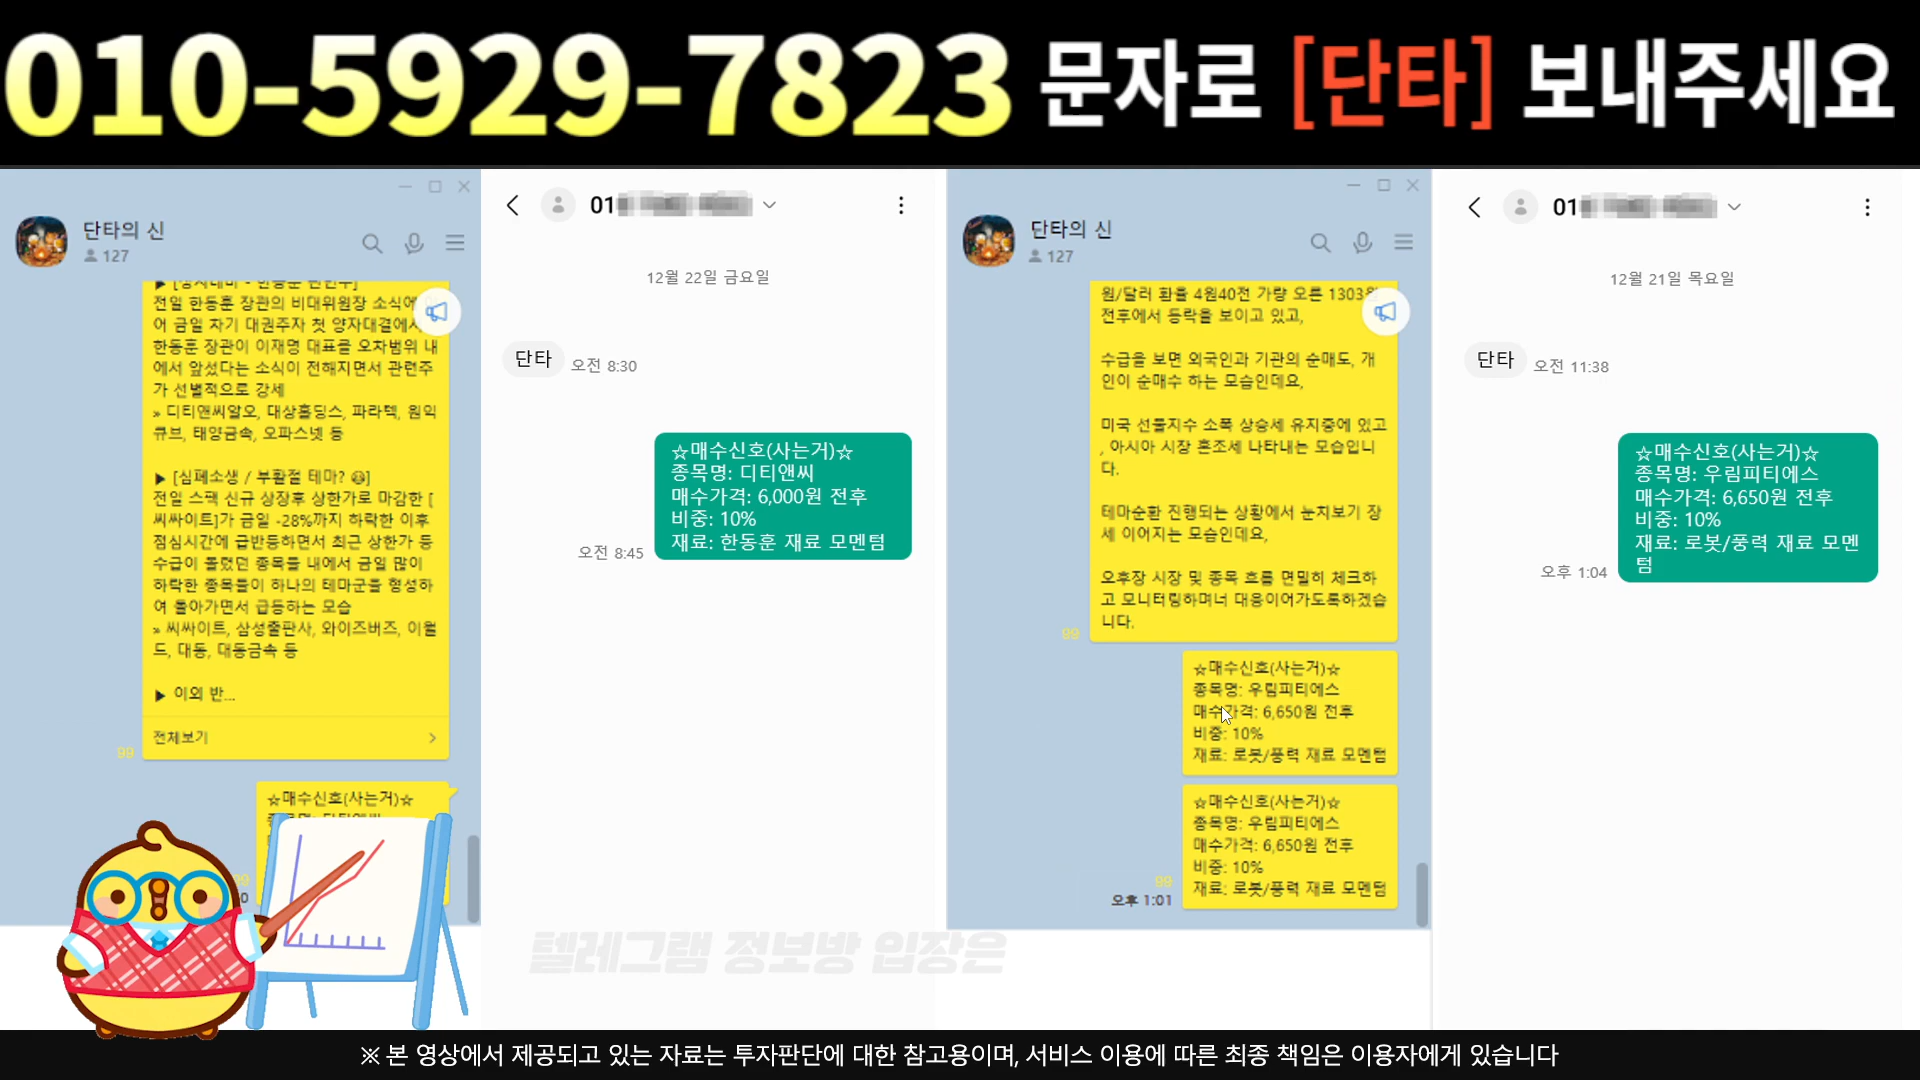 010-5929-7823 문자로 [단타] 보내주세요
단타의 신
127
전일 한동훈 장관의 비대위원장 소식에
어 금일 차기 대권주자 첫 양자대결에서
한동훈 장관이 이재명 대표를 오차범위 내
에서 앞섰다는 소식이 전해지면서 관련주
가 선별적으로 강세
» 디티앤씨알오, 대상홀딩스, 파라텍, 원익
큐브, 태양금속, 오파스넷 등
▶ [심폐소생 / 부활절 테마? 😂]
전일 스팩 신규 상장후 상한가로 마감한 [
씨싸이트]가 금일 -28%까지 하락한 이후
점심시간에 급반등하면서 최근 상한가 등
수급이 몰렸던 종목들 내에서 금일 많이
하락한 종목들이 하나의 테마군을 형성하
여 돌아가면서 급등하는 모습
» 씨싸이트, 삼성출판사, 와이즈버즈, 이월
드, 대동, 대동금속 등
▶ 이외 반...
전체보기
99
☆매수신호(사는거)☆
01
12월 22일 금요일
단타
오전 8:30
☆매수신호(사는거)☆
종목명: 디티앤씨
매수가격: 6,000원 전후
비중: 10%
재료: 한동훈 재료 모멘텀
오전 8:45
단타의 신
127
원/달러 환율 4원40전 가량 오른 1303원
전후에서 등락을 보이고 있고,
수급을 보면 외국인과 기관의 순매도, 개
인이 순매수 하는 모습인데요,
미국 선물지수 소폭 상승세 유지중에 있고
, 아시아 시장 혼조세 나타내는 모습입니
다.
테마순환 진행되는 상황에서 눈치보기 장
세 이어지는 모습인데요,
오후장 시장 및 종목 흐름 면밀히 체크하
고 모니터링하며너 대응이어가도록하겠습
니다.
99
☆매수신호(사는거)☆
종목명: 우림피티에스
매수가격: 6,650원 전후
비중: 10%
재료: 로봇/풍력 재료 모멘텀
☆매수신호(사는거)☆
종목명: 우림피티에스
매수가격: 6,650원 전후
비중: 10%
재료: 로봇/풍력 재료 모멘텀
99
오후 1:01
01
12월 21일 목요일
단타
오전 11:38
☆매수신호(사는거)☆
종목명: 우림피티에스
매수가격: 6,650원 전후
비중: 10%
재료: 로봇/풍력 재료 모멘
텀
오후 1:04
텔레그램 정보방 입장은
※ 본 영상에서 제공되고 있는 자료는 투자판단에 대한 참고용이며, 서비스 이용에 따른 최종 책임은 이용자에게 있습니다